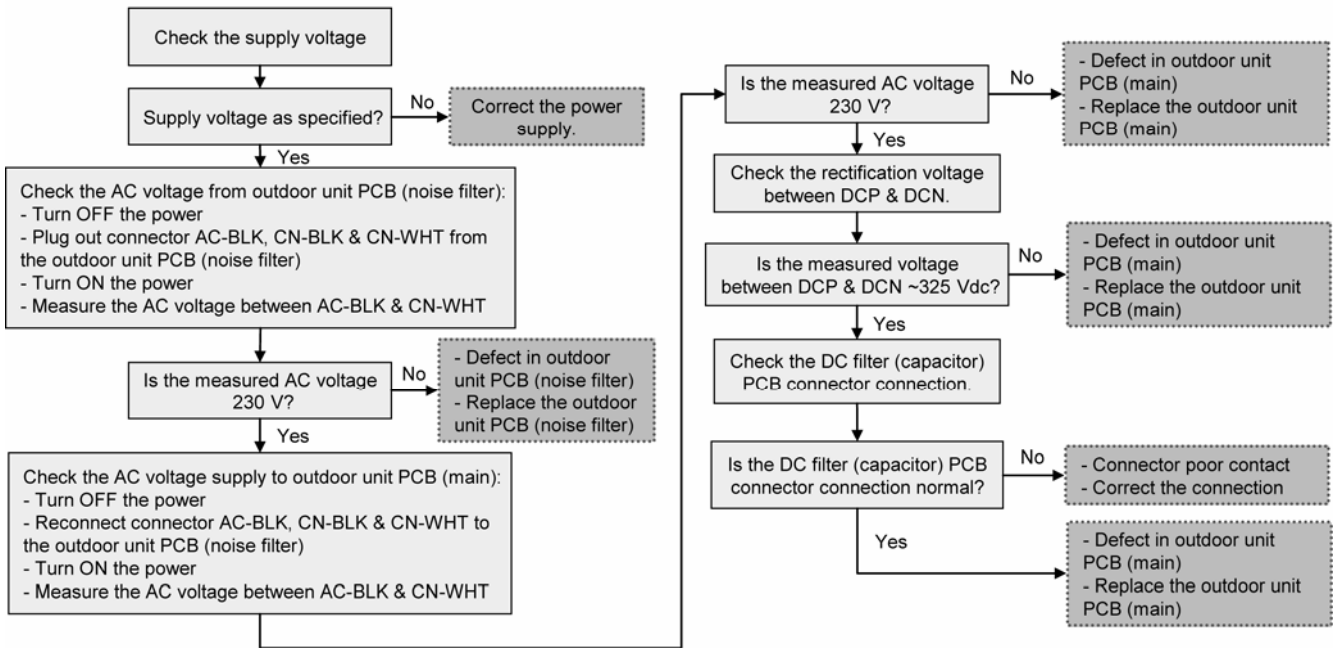 Check the supply voltage
Supply voltage as specified?
No
Correct the power
supply.
Yes
Check the AC voltage from outdoor unit PCB (noise filter):
- Turn OFF the power
- Plug out connector AC-BLK, CN-BLK & CN-WHT from
the outdoor unit PCB (noise filter)
- Turn ON the power
- Measure the AC voltage between AC-BLK & CN-WHT
Is the measured AC voltage
230 V?
No
- Defect in outdoor
unit PCB (noise filter)
- Replace the outdoor
unit PCB (noise filter)
Yes
Check the AC voltage supply to outdoor unit PCB (main):
- Turn OFF the power
- Reconnect connector AC-BLK, CN-BLK & CN-WHT to
the outdoor unit PCB (noise filter)
- Turn ON the power
- Measure the AC voltage between AC-BLK & CN-WHT
Is the measured AC voltage
230 V?
No
- Defect in outdoor unit
PCB (main)
- Replace the outdoor unit
PCB (main)
Yes
Check the rectification voltage
between DCP & DCN.
Is the measured voltage
between DCP & DCN ~325 Vdc?
No
- Defect in outdoor unit
PCB (main)
- Replace the outdoor unit
PCB (main)
Yes
Check the DC filter (capacitor)
PCB connector connection.
Is the DC filter (capacitor) PCB
connector connection normal?
No
- Connector poor contact
- Correct the connection
Yes
- Defect in outdoor unit
PCB (main)
- Replace the outdoor unit
PCB (main)